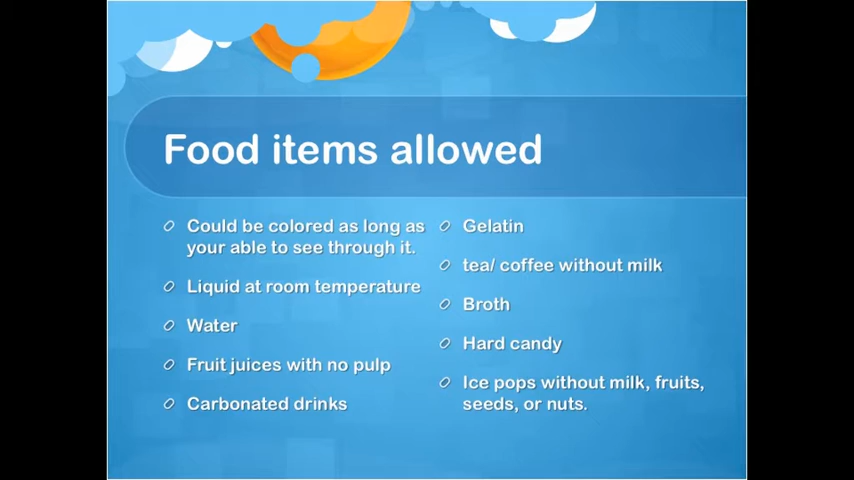 Food items allowed
Could be colored as long as
your able to see through it.
Liquid at room temperature
Water
Fruit juices with no pulp
Carbonated drinks
Gelatin
tea/ coffee without milk
Broth
Hard candy
Ice pops without milk, fruits,
seeds, or nuts.